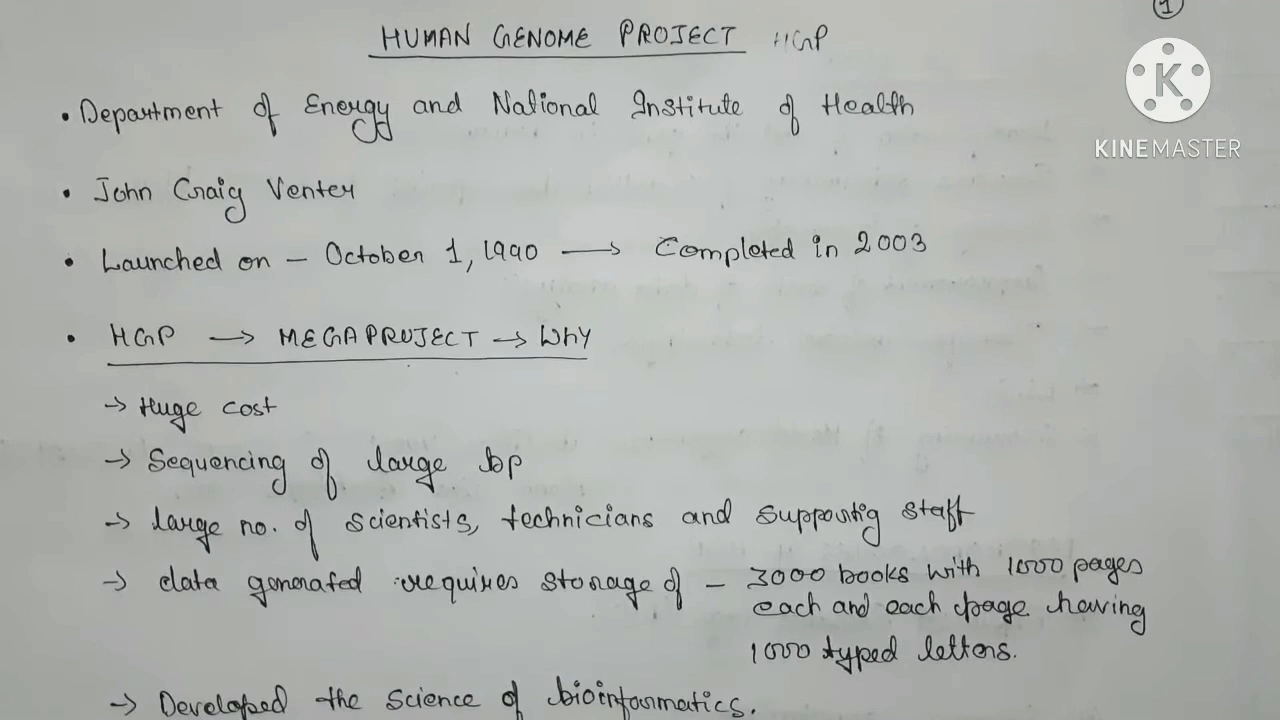 1
HUMAN GENOME PROJECT HGP
K
KINEMASTER
• Department of Energy and National Institute of Health
• John Craig Venter
• Launched on – October 1, 1990 → Completed in 2003
• HGP → MEGAPROJECT → WHY
→ Huge cost
→ Sequencing of large bp
→ large no. of scientists, technicians and supporting staff
→ data generated requires storage of – 3000 books with 1000 pages
each and each page having
1000 typed letters.
→ Developed the science of bioinformatics.